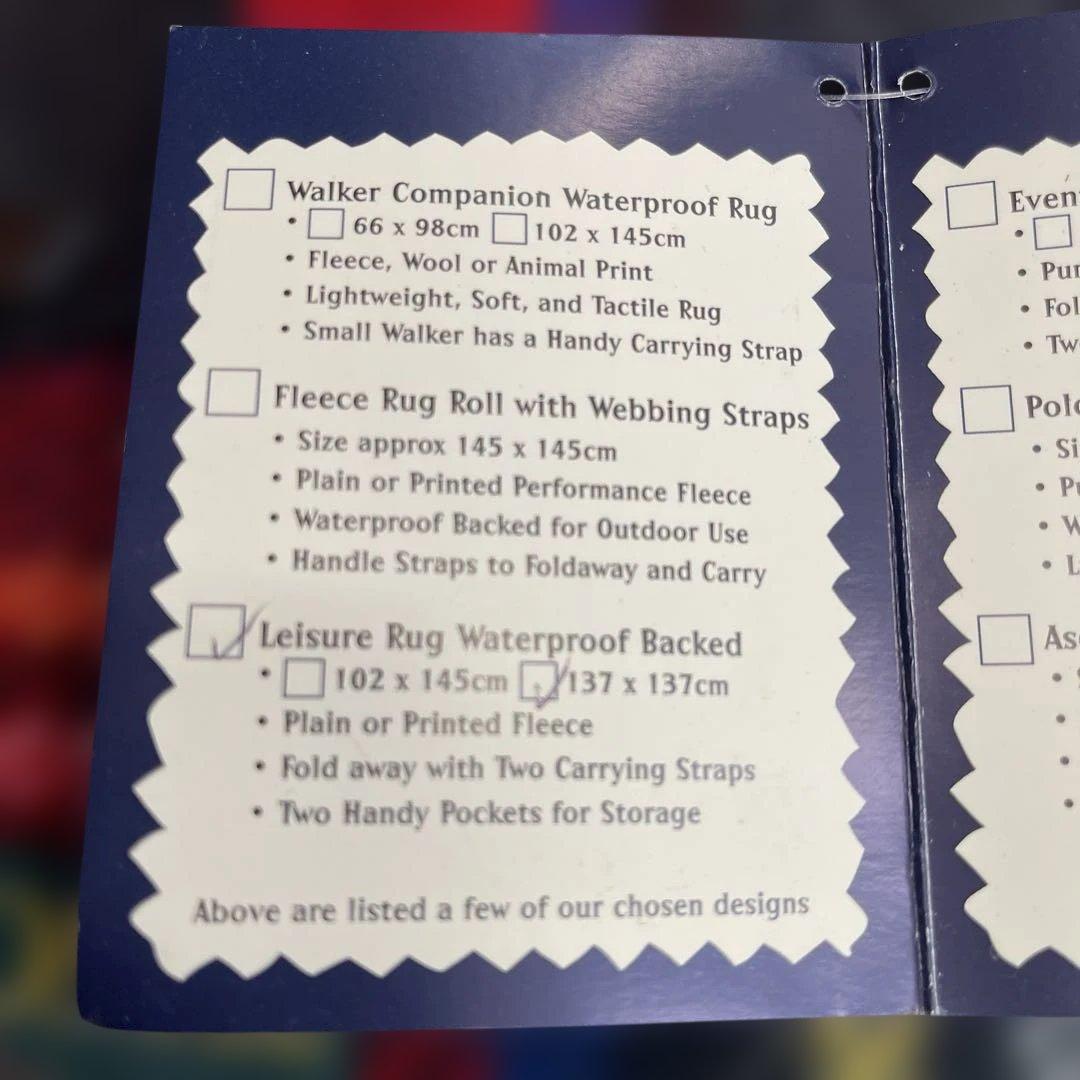 Walker Companion Waterproof Rug
• 66 x 98cm 102 x 145cm
• Fleece, Wool or Animal Print
• Lightweight, Soft, and Tactile Rug
• Small Walker has a Handy Carrying Strap
Fleece Rug Roll with Webbing Straps
• Size approx 145 x 145cm
• Plain or Printed Performance Fleece
• Waterproof Backed for Outdoor Use
• Handle Straps to Foldaway and Carry
Leisure Rug Waterproof Backed
• 102 x 145cm 137 x 137cm
• Plain or Printed Fleece
• Fold away with Two Carrying Straps
• Two Handy Pockets for Storage
Above are listed a few of our chosen designs